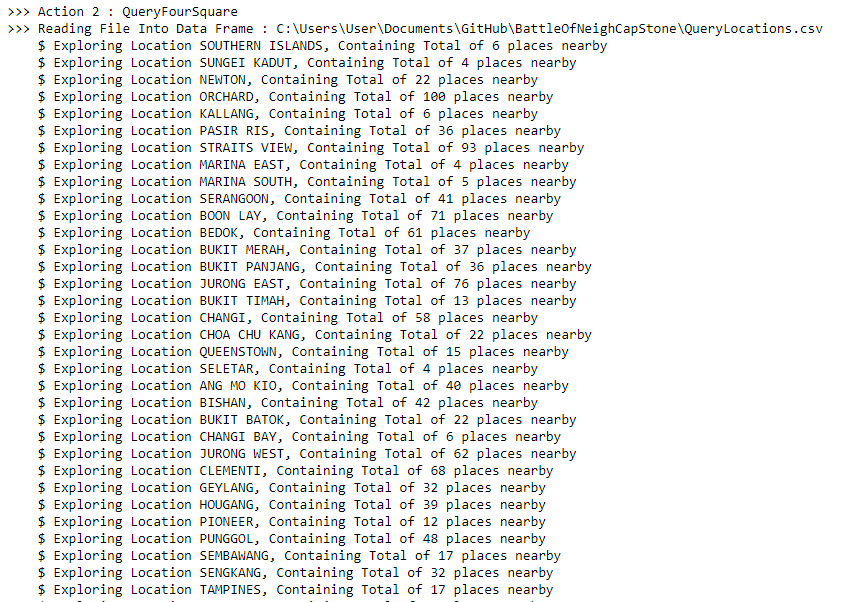 >>> Action 2 : QueryFourSquare
>>> Reading File Into Data Frame : C:\Users\User\Documents\GitHub\BattleOfNeighCapStone\QueryLocations.csv
$ Exploring Location SOUTHERN ISLANDS, Containing Total of 6 places nearby
$ Exploring Location SUNGEI KADUT, Containing Total of 4 places nearby
$ Exploring Location NEWTON, Containing Total of 22 places nearby
$ Exploring Location ORCHARD, Containing Total of 100 places nearby
$ Exploring Location KALLANG, Containing Total of 6 places nearby
$ Exploring Location PASIR RIS, Containing Total of 36 places nearby
$ Exploring Location STRAITS VIEW, Containing Total of 93 places nearby
$ Exploring Location MARINA EAST, Containing Total of 4 places nearby
$ Exploring Location MARINA SOUTH, Containing Total of 5 places nearby
$ Exploring Location SERANGOON, Containing Total of 41 places nearby
$ Exploring Location BOON LAY, Containing Total of 71 places nearby
$ Exploring Location BEDOK, Containing Total of 61 places nearby
$ Exploring Location BUKIT MERAH, Containing Total of 37 places nearby
$ Exploring Location BUKIT PANJANG, Containing Total of 36 places nearby
$ Exploring Location JURONG EAST, Containing Total of 76 places nearby
$ Exploring Location BUKIT TIMAH, Containing Total of 13 places nearby
$ Exploring Location CHANGI, Containing Total of 58 places nearby
$ Exploring Location CHOA CHU KANG, Containing Total of 22 places nearby
$ Exploring Location QUEENSTOWN, Containing Total of 15 places nearby
$ Exploring Location SELETAR, Containing Total of 4 places nearby
$ Exploring Location ANG MO KIO, Containing Total of 40 places nearby
$ Exploring Location BISHAN, Containing Total of 42 places nearby
$ Exploring Location BUKIT BATOK, Containing Total of 22 places nearby
$ Exploring Location CHANGI BAY, Containing Total of 6 places nearby
$ Exploring Location JURONG WEST, Containing Total of 62 places nearby
$ Exploring Location CLEMENTI, Containing Total of 68 places nearby
$ Exploring Location GEYLANG, Containing Total of 32 places nearby
$ Exploring Location HOUGANG, Containing Total of 39 places nearby
$ Exploring Location PIONEER, Containing Total of 12 places nearby
$ Exploring Location PUNGGOL, Containing Total of 48 places nearby
$ Exploring Location SEMBAWANG, Containing Total of 17 places nearby
$ Exploring Location SENGKANG, Containing Total of 32 places nearby
$ Exploring Location TAMPINES, Containing Total of 17 places nearby